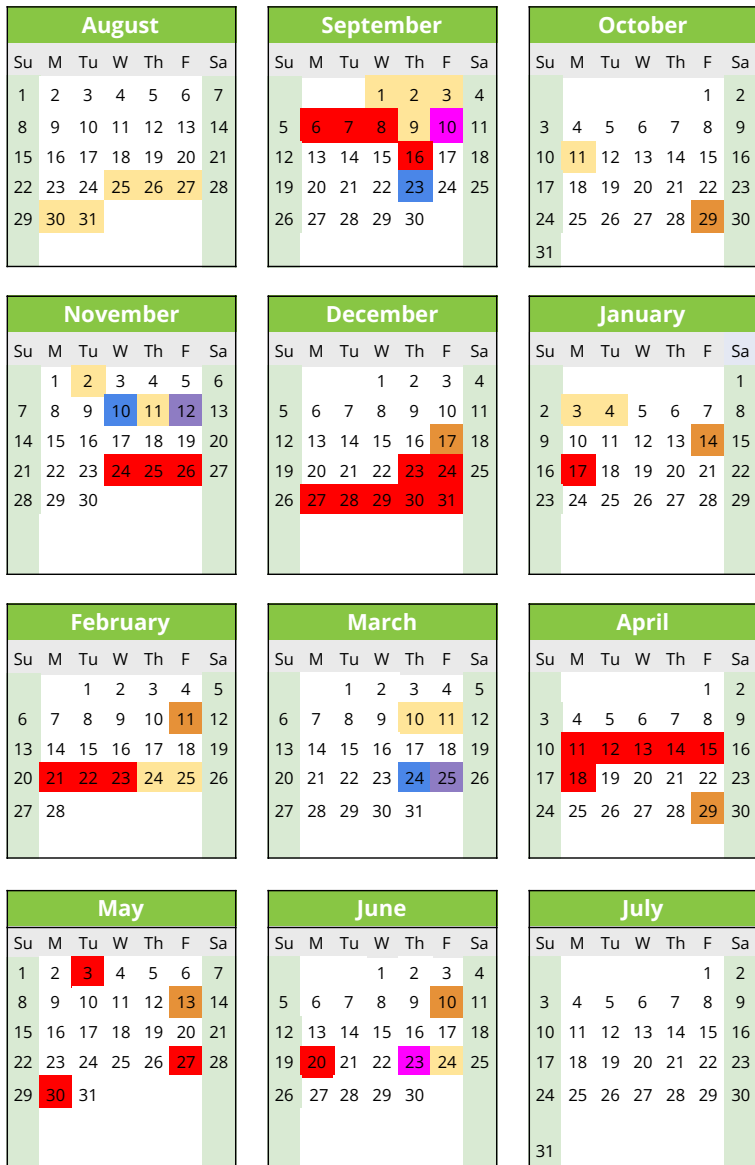 August
Su M Tu W Th F Sa
1 2 3 4 5 6 7
8 9 10 11 12 13 14
15 16 17 18 19 20 21
22 23 24 25 26 27 28
29 30 31
September
Su M Tu W Th F Sa
1 2 3 4
5 6 7 8 9 10 11
12 13 14 15 16 17 18
19 20 21 22 23 24 25
26 27 28 29 30
October
Su M Tu W Th F Sa
1 2
3 4 5 6 7 8 9
10 11 12 13 14 15 16
17 18 19 20 21 22 23
24 25 26 27 28 29 30
31
November
Su M Tu W Th F Sa
1 2 3 4 5 6
7 8 9 10 11 12 13
14 15 16 17 18 19 20
21 22 23 24 25 26 27
28 29 30
December
Su M Tu W Th F Sa
1 2 3 4
5 6 7 8 9 10 11
12 13 14 15 16 17 18
19 20 21 22 23 24 25
26 27 28 29 30 31
January
Su M Tu W Th F Sa
1
2 3 4 5 6 7 8
9 10 11 12 13 14 15
16 17 18 19 20 21 22
23 24 25 26 27 28 29
February
Su M Tu W Th F Sa
1 2 3 4 5
6 7 8 9 10 11 12
13 14 15 16 17 18 19
20 21 22 23 24 25 26
27 28
March
Su M Tu W Th F Sa
1 2 3 4 5
6 7 8 9 10 11 12
13 14 15 16 17 18 19
20 21 22 23 24 25 26
27 28 29 30 31
April
Su M Tu W Th F Sa
1 2
3 4 5 6 7 8 9
10 11 12 13 14 15 16
17 18 19 20 21 22 23
24 25 26 27 28 29 30
May
Su M Tu W Th F Sa
1 2 3 4 5 6 7
8 9 10 11 12 13 14
15 16 17 18 19 20 21
22 23 24 25 26 27 28
29 30 31
June
Su M Tu W Th F Sa
1 2 3 4
5 6 7 8 9 10 11
12 13 14 15 16 17 18
19 20 21 22 23 24 25
26 27 28 29 30
July
Su M Tu W Th F Sa
1 2
3 4 5 6 7 8 9
10 11 12 13 14 15 16
17 18 19 20 21 22 23
24 25 26 27 28 29 30
31